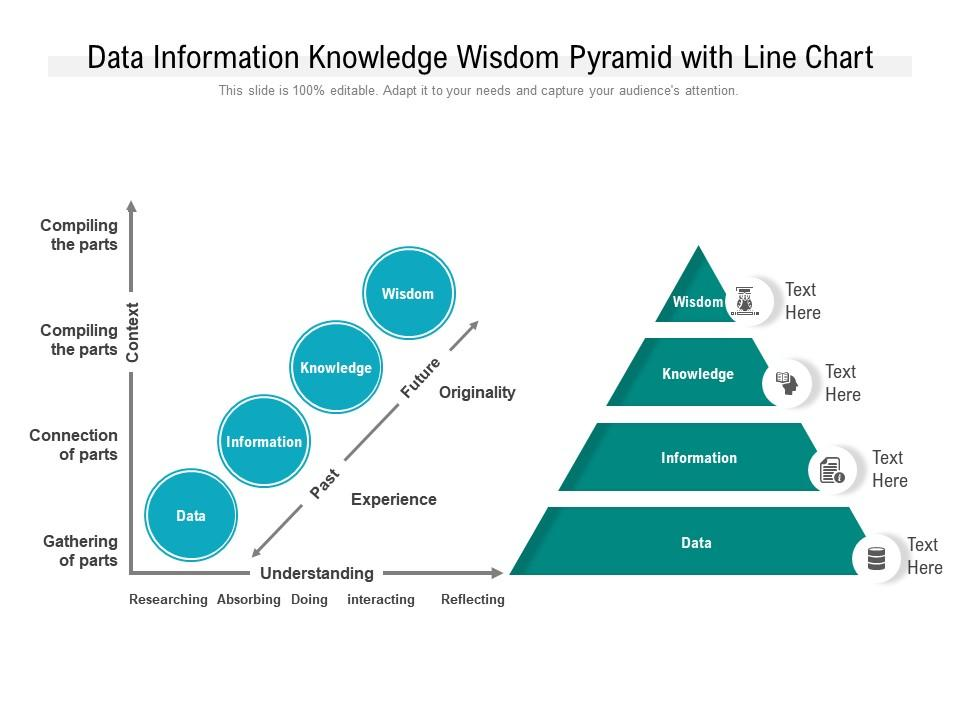 Data Information Knowledge Wisdom Pyramid with Line Chart
This slide is 100% editable. Adapt it to your needs and capture your audience's attention.
Compiling
the parts
Compiling
the parts
Connection
of parts
Gathering
of parts
Context
Wisdom
Knowledge
Information
Data
Future
Originality
Past
Experience
Understanding
Researching Absorbing Doing interacting Reflecting
Wisdom
Text
Here
Knowledge
Text
Here
Information
Text
Here
Data
Text
Here